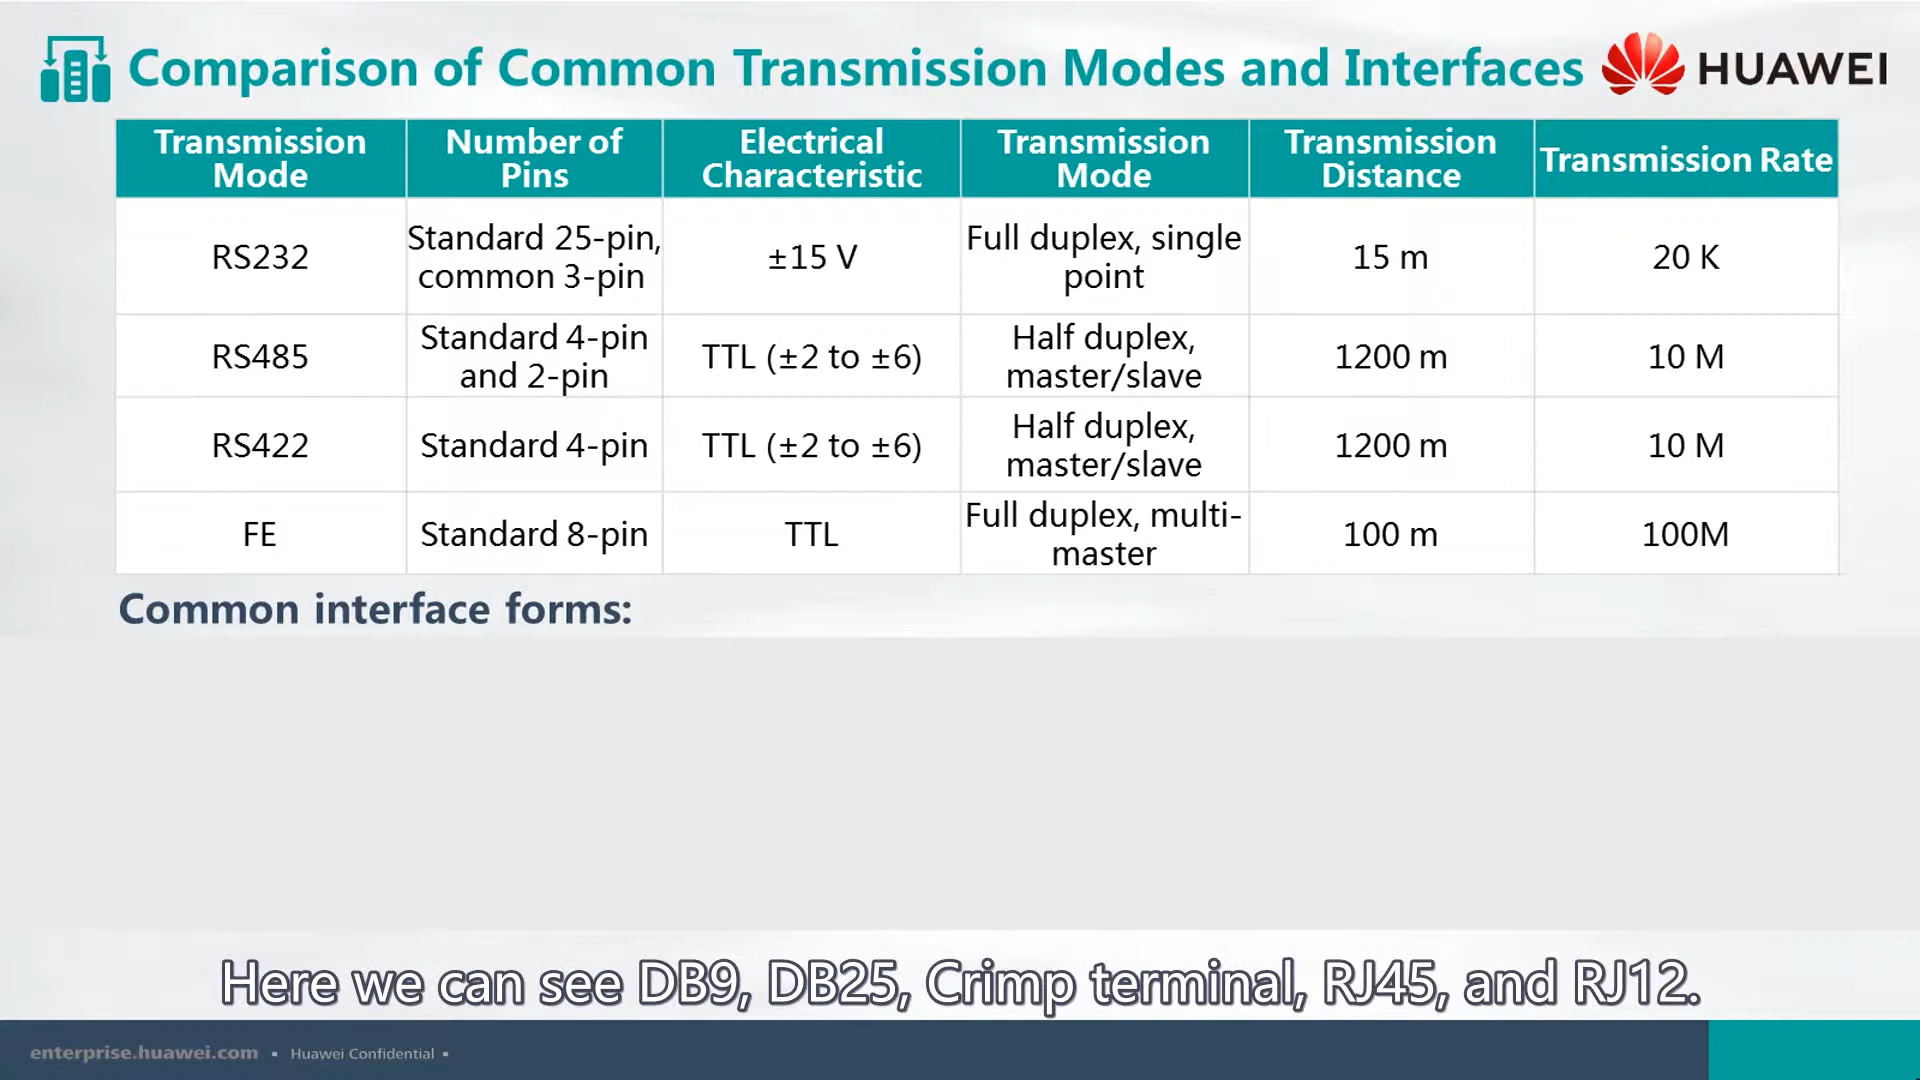 Comparison of Common Transmission Modes and Interfaces
HUAWEI
Transmission Mode
Number of Pins
Electrical Characteristic
Transmission Mode
Transmission Distance
Transmission Rate
RS232
Standard 25-pin, common 3-pin
±15 V
Full duplex, single point
15 m
20 K
RS485
Standard 4-pin and 2-pin
TTL (±2 to ±6)
Half duplex, master/slave
1200 m
10 M
RS422
Standard 4-pin
TTL (±2 to ±6)
Half duplex, master/slave
1200 m
10 M
FE
Standard 8-pin
TTL
Full duplex, multi-master
100 m
100M
Common interface forms:
Here we can see DB9, DB25, Crimp terminal, RJ45, and RJ12.
enterprise.huawei.com ▪ Huawei Confidential ▪